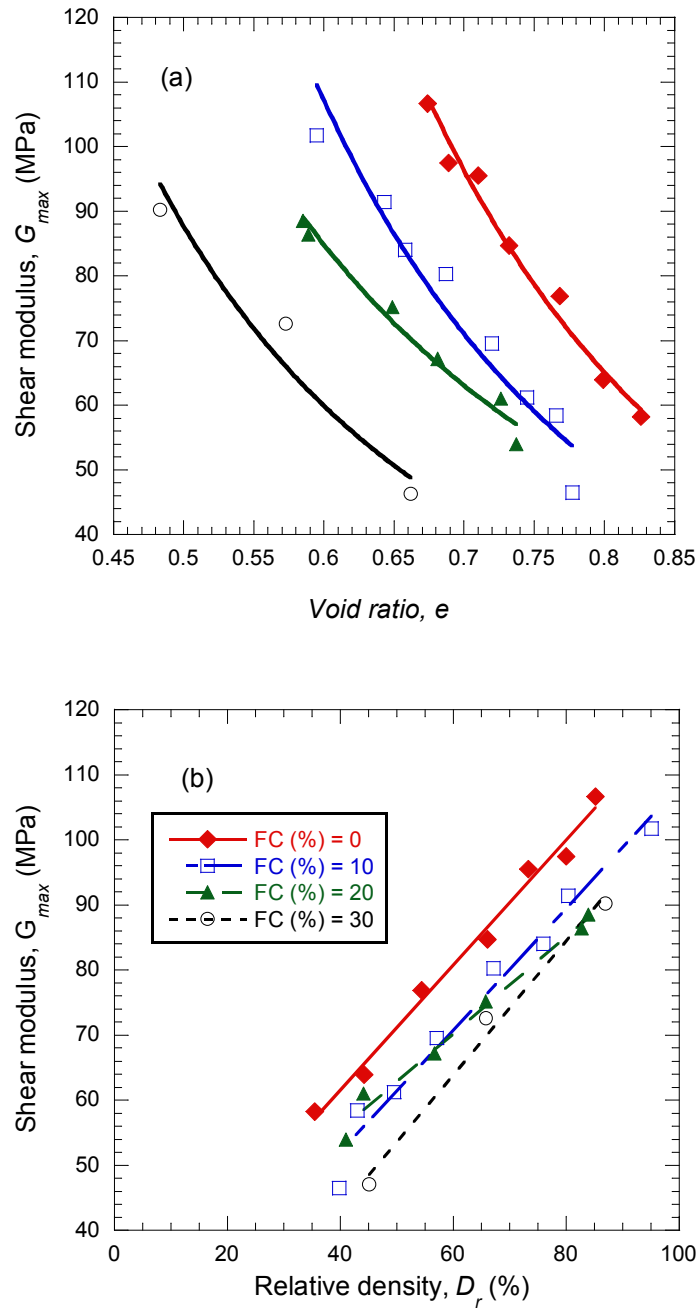 120
110
100
90
80
70
60
50
40
(a)
Shear modulus, G_max (MPa)
0.45 0.5 0.55 0.6 0.65 0.7 0.75 0.8 0.85
Void ratio, e
120
110
100
90
80
70
60
50
40
(b)
FC (%) = 0
FC (%) = 10
FC (%) = 20
FC (%) = 30
Shear modulus, G_max (MPa)
0 20 40 60 80 100
Relative density, D_r (%)